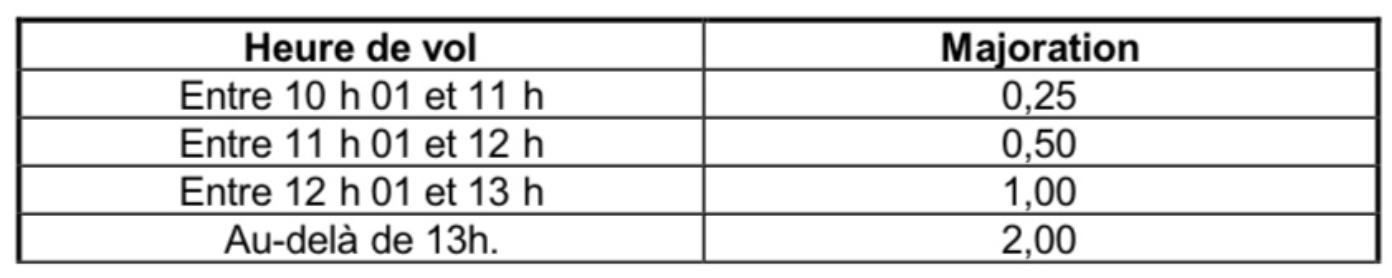 Heure de vol Majoration
Entre 10 h 01 et 11 h 0,25
Entre 11 h 01 et 12 h 0,50
Entre 12 h 01 et 13 h 1,00
Au-delà de 13h. 2,00